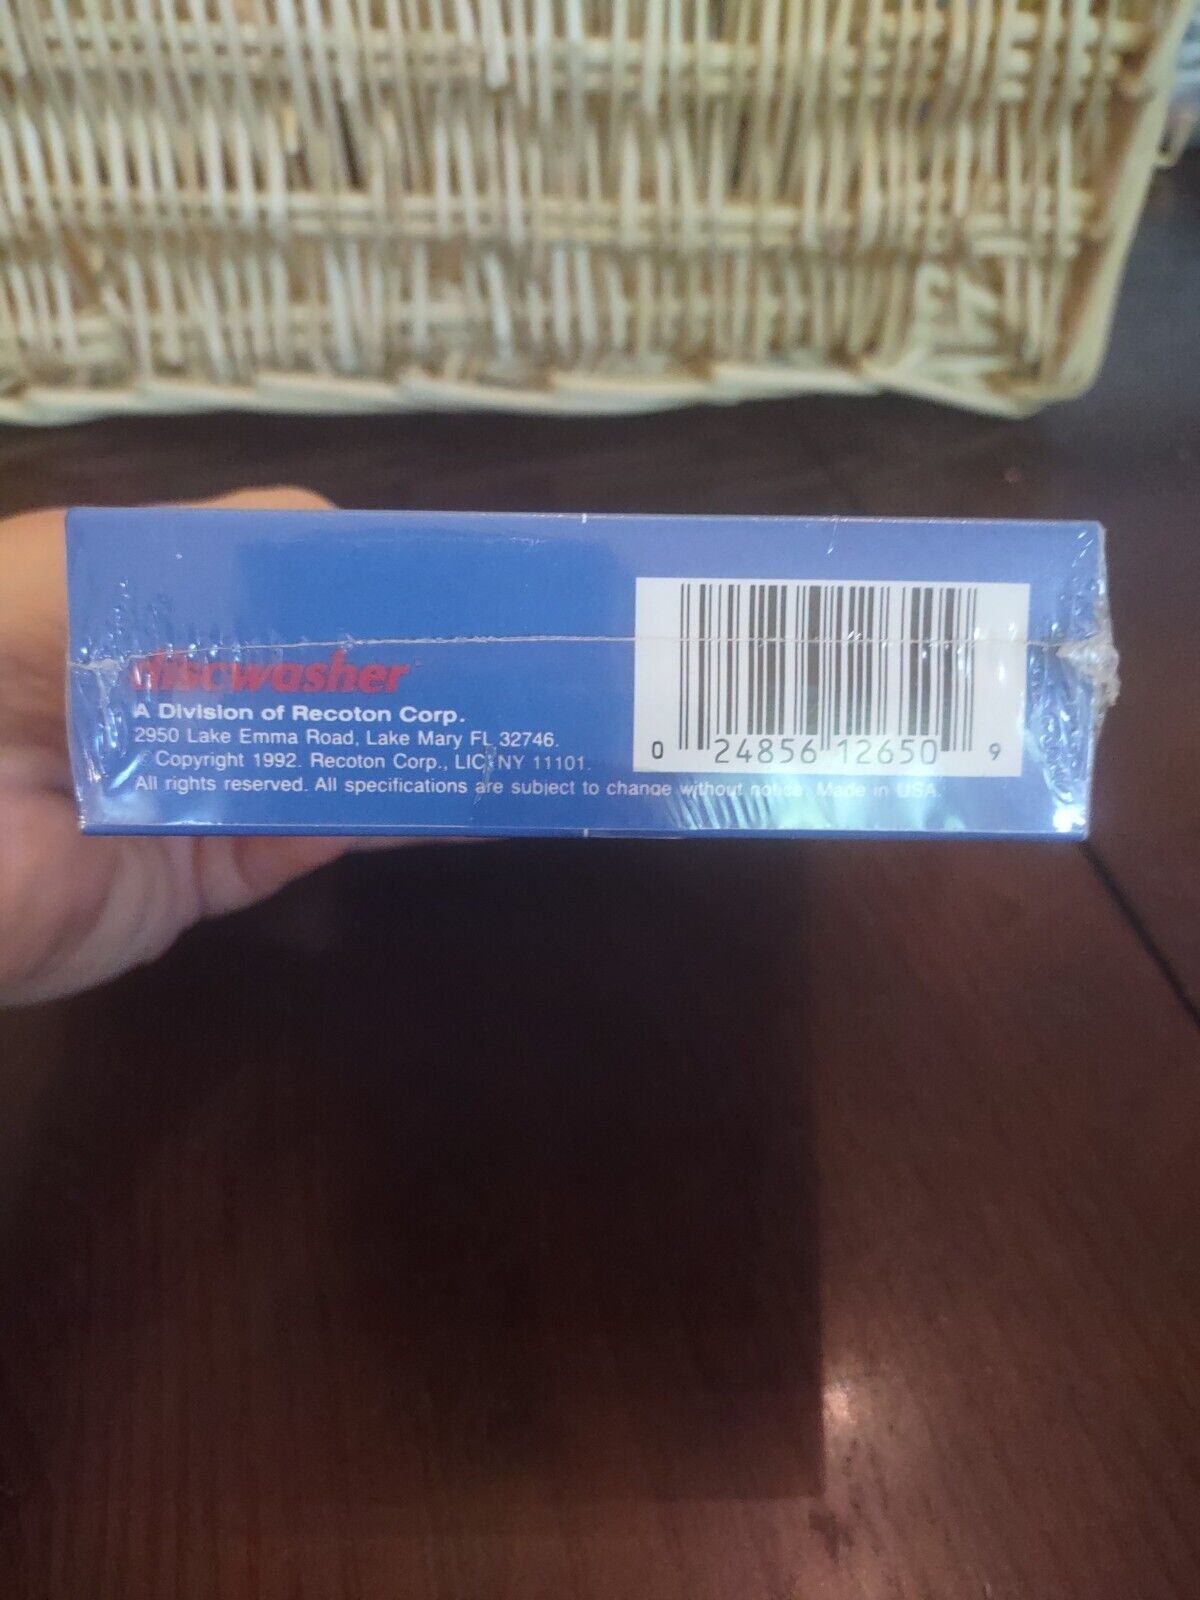 discwasher
A Division of Recoton Corp.
2950 Lake Emma Road, Lake Mary FL 32746.
© Copyright 1992. Recoton Corp., LIC, NY 11101.
All rights reserved. All specifications are subject to change without notice. Made in USA.
0 24856 12650 9